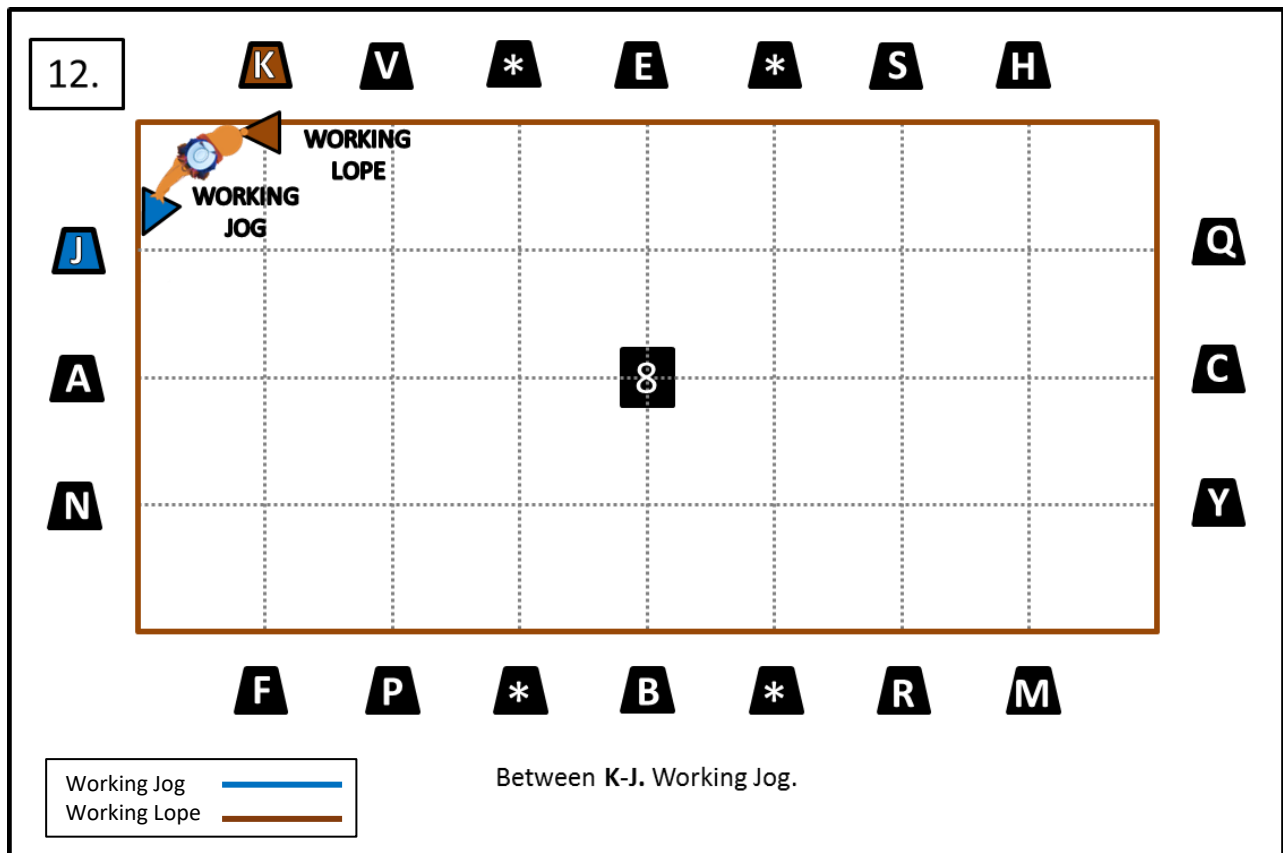 12.
K V * E * S H
WORKING
LOPE
WORKING
JOG
J
Q
A
8
C
N
Y
F P * B * R M
Working Jog
Working Lope
Between K-J. Working Jog.